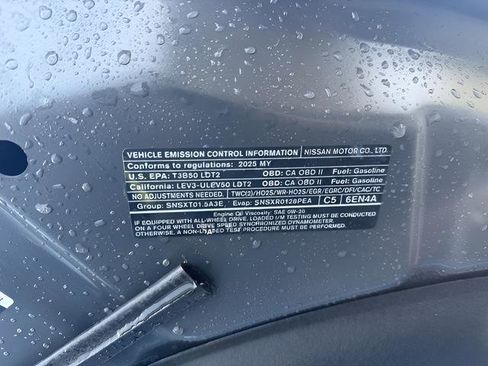 VEHICLE EMISSION CONTROL INFORMATION NISSAN MOTOR CO., LTD.
Conforms to regulations: 2025 MY
U.S. EPA: T3B50 LDT2 OBD: CA OBD II Fuel: Gasoline
California: LEV3-ULEV50 LDT2 OBD: CA OBD II Fuel: Gasoline
NO ADJUSTMENTS NEEDED. TWC(2)/HO2S/WR-HO2S/EGR/EGRC/DFI/CAC/TC
Group: SNSXT01.5A3E Evap: SNSXR0128PEA C5 6EN4A
Engine Oil Viscosity: SAE 0W-20
IF EQUIPPED WITH ALL-WHEEL DRIVE, LOADED I/M TESTING MUST BE CONDUCTED
ON A FOUR WHEEL DRIVE SPEED SYNCHRONIZED DYNAMOMETER.
OTHERWISE, A NON-LOADED TEST PROCEDURE MUST BE PERFORMED.